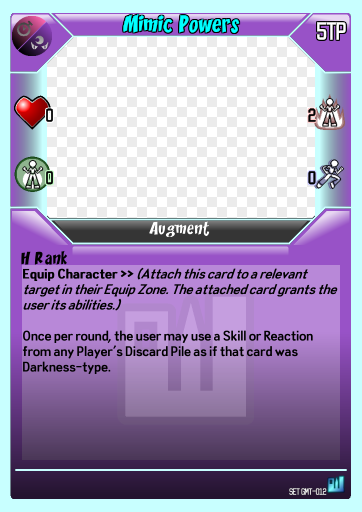 Mimic Powers
5TP
0
2
0
0
Augment
H Rank
Equip Character >> (Attach this card to a relevant
target in their Equip Zone. The attached card grants the
user its abilities.)
Once per round, the user may use a Skill or Reaction
from any Player's Discard Pile as if that card was
Darkness-type.
SET GMT-012